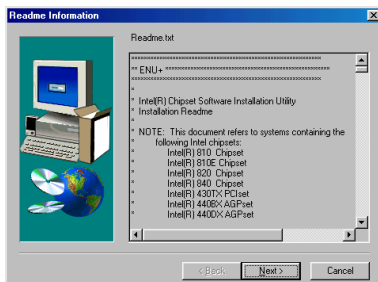 Readme Information
Readme.txt
************************************************************
** ENU+ ****************************************************
************************************************************
*
* Intel(R) Chipset Software Installation Utility
* Installation Readme
*
* NOTE:  This document refers to systems containing the
*        following Intel chipsets:
*            Intel(R) 810 Chipset
*            Intel(R) 810E Chipset
*            Intel(R) 820 Chipset
*            Intel(R) 840 Chipset
*            Intel(R) 430TX PCIset
*            Intel(R) 440BX AGPset
*            Intel(R) 440DX AGPset
< Back
Next >
Cancel